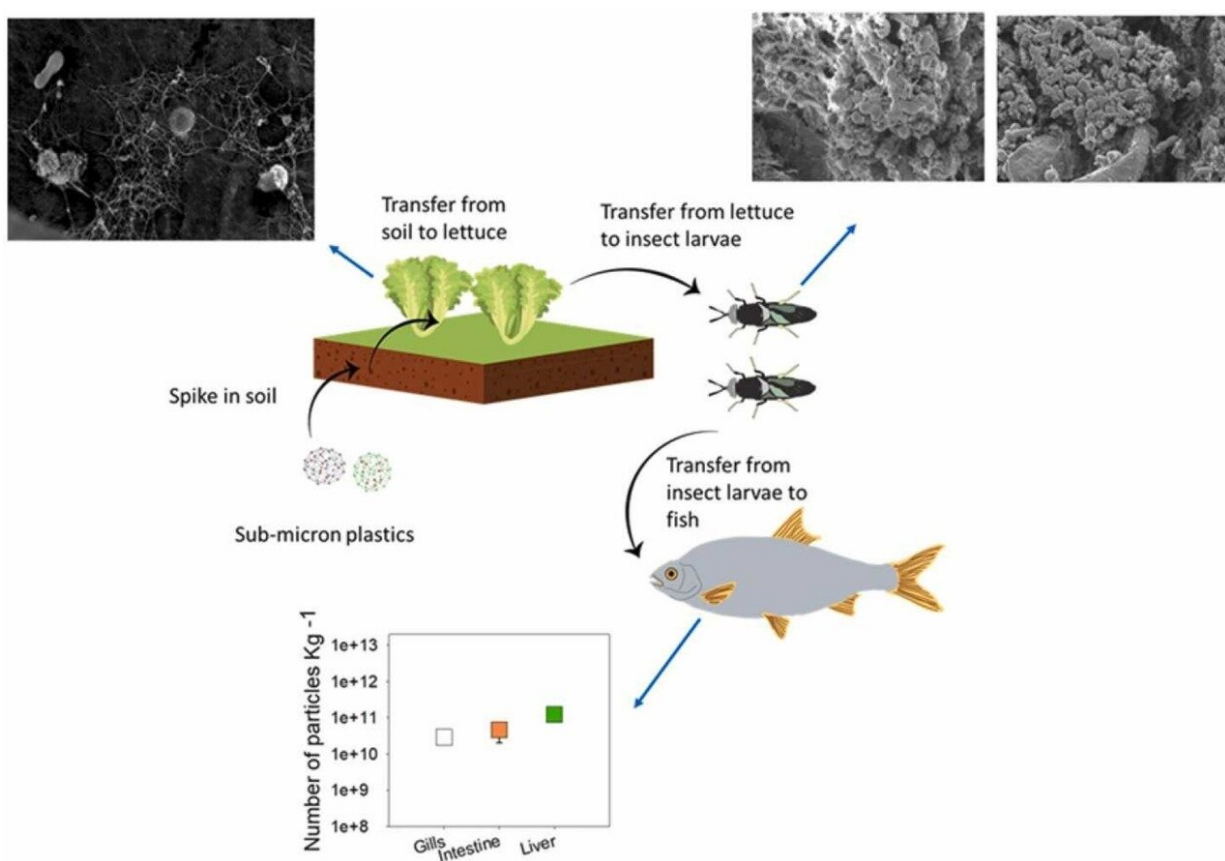 Transfer from
soil to lettuce
Transfer from lettuce
to insect larvae
Spike in soil
Sub-micron plastics
Transfer from
insect larvae to
fish
Number of particles Kg -1
1e+13
1e+12
1e+11
1e+10
1e+9
1e+8
Gills
Intestine
Liver